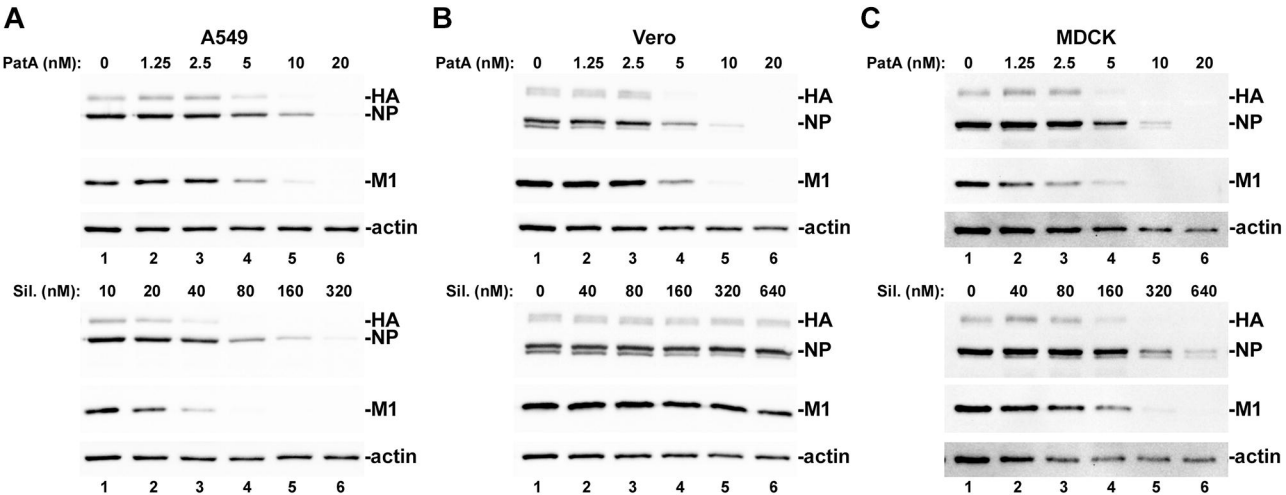 A
A549
PatA (nM): 0 1.25 2.5 5 10 20
-HA
-NP
-M1
-actin
1 2 3 4 5 6
Sil. (nM): 10 20 40 80 160 320
-HA
-NP
-M1
-actin
1 2 3 4 5 6
B
Vero
PatA (nM): 0 1.25 2.5 5 10 20
-HA
-NP
-M1
-actin
1 2 3 4 5 6
Sil. (nM): 0 40 80 160 320 640
-HA
-NP
-M1
-actin
1 2 3 4 5 6
C
MDCK
PatA (nM): 0 1.25 2.5 5 10 20
-HA
-NP
-M1
-actin
1 2 3 4 5 6
Sil. (nM): 0 40 80 160 320 640
-HA
-NP
-M1
-actin
1 2 3 4 5 6